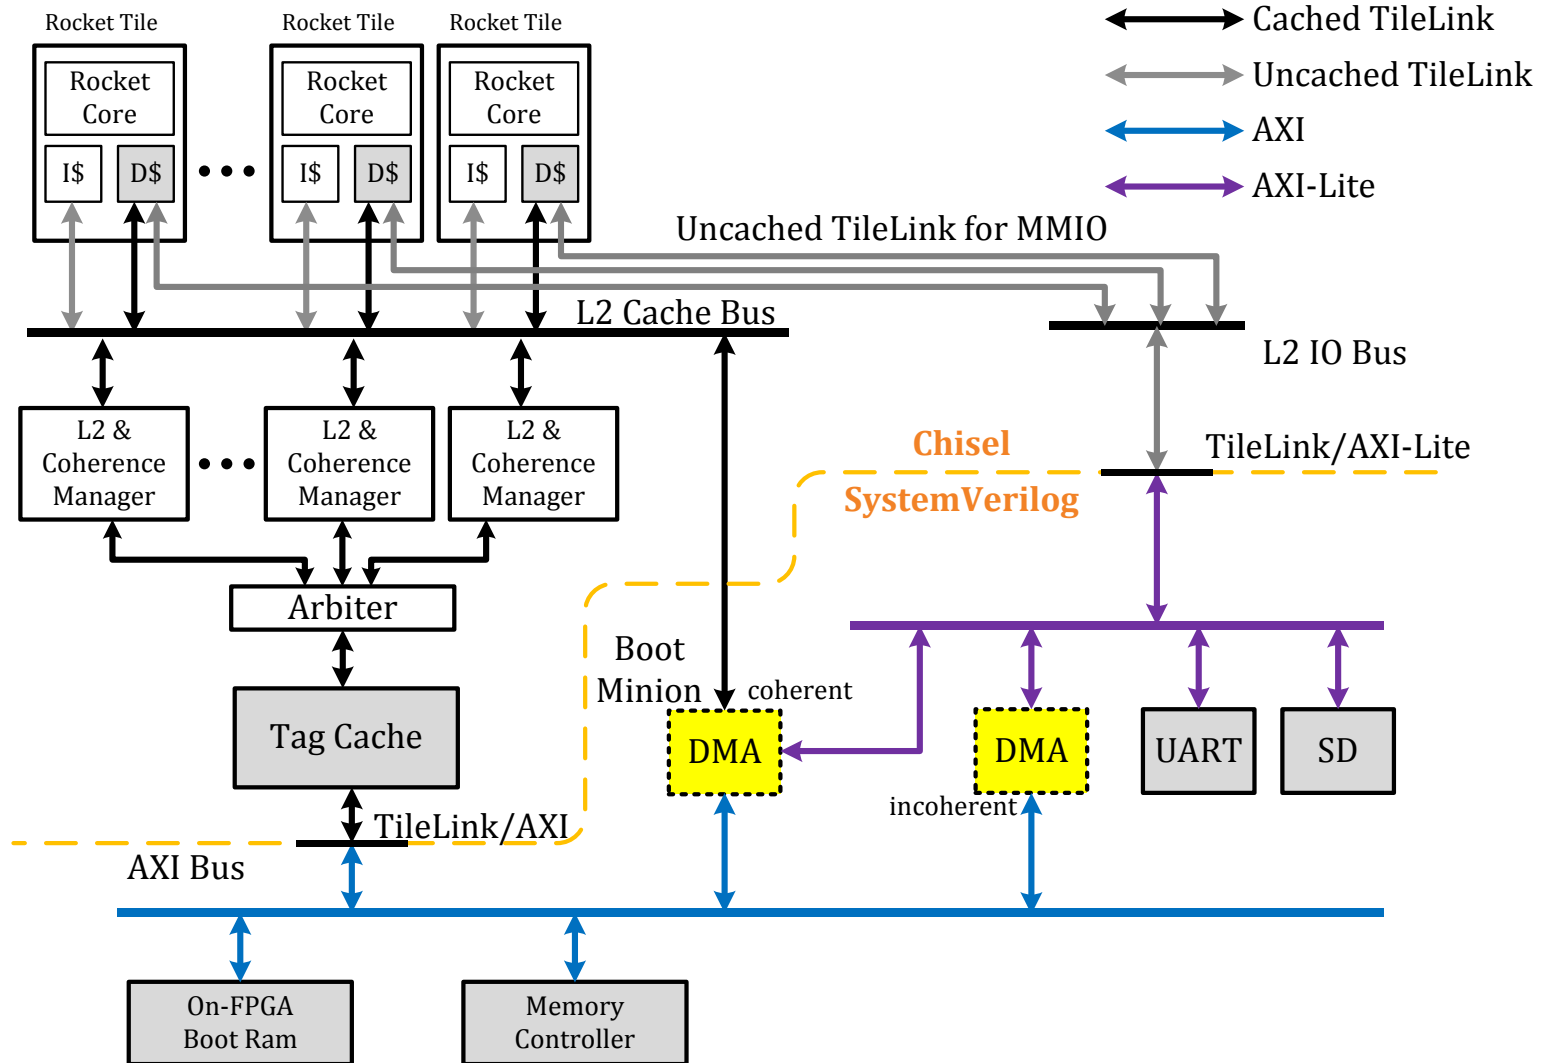 Rocket Tile
Rocket Tile
Rocket Tile
Cached TileLink
Uncached TileLink
AXI
AXI-Lite
Rocket
Core
Rocket
Core
Rocket
Core
I$
D$
I$
D$
I$
D$
Uncached TileLink for MMIO
L2 Cache Bus
L2 IO Bus
L2 &
Coherence
Manager
L2 &
Coherence
Manager
L2 &
Coherence
Manager
Chisel
SystemVerilog
TileLink/AXI-Lite
Arbiter
Boot
Minion
coherent
Tag Cache
DMA
DMA
UART
SD
incoherent
TileLink/AXI
AXI Bus
On-FPGA
Boot Ram
Memory
Controller